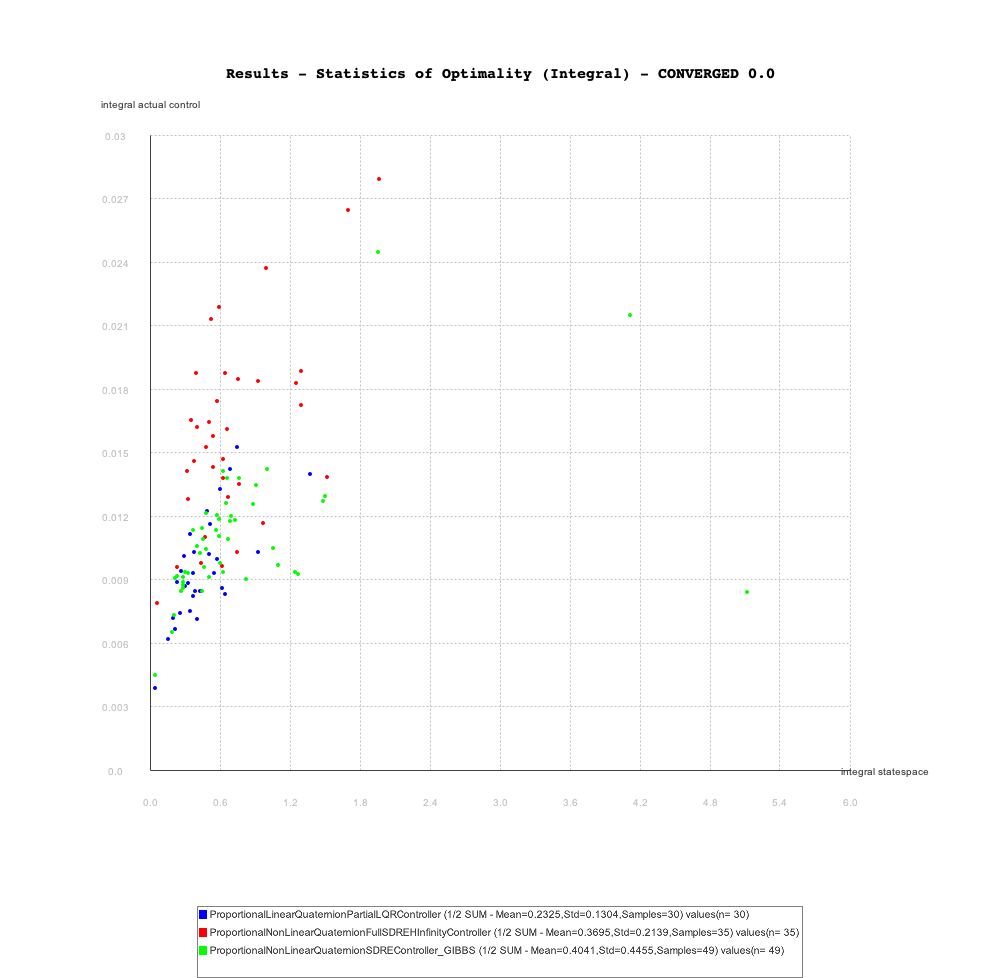 Results - Statistics of Optimality (Integral) - CONVERGED 0.0
integral actual control
0.03
0.027
0.024
0.021
0.018
0.015
0.012
0.009
0.006
0.003
0.0
integral statespace
0.0 0.6 1.2 1.8 2.4 3.0 3.6 4.2 4.8 5.4 6.0
ProportionalLinearQuaternionPartialLQRController (1/2 SUM - Mean=0.2325,Std=0.1304,Samples=30) values(n= 30)
ProportionalNonLinearQuaternionFullSDREHInfinityController (1/2 SUM - Mean=0.3695,Std=0.2139,Samples=35) values(n= 35)
ProportionalNonLinearQuaternionSDREController_GIBBS (1/2 SUM - Mean=0.4041,Std=0.4455,Samples=49) values(n= 49)